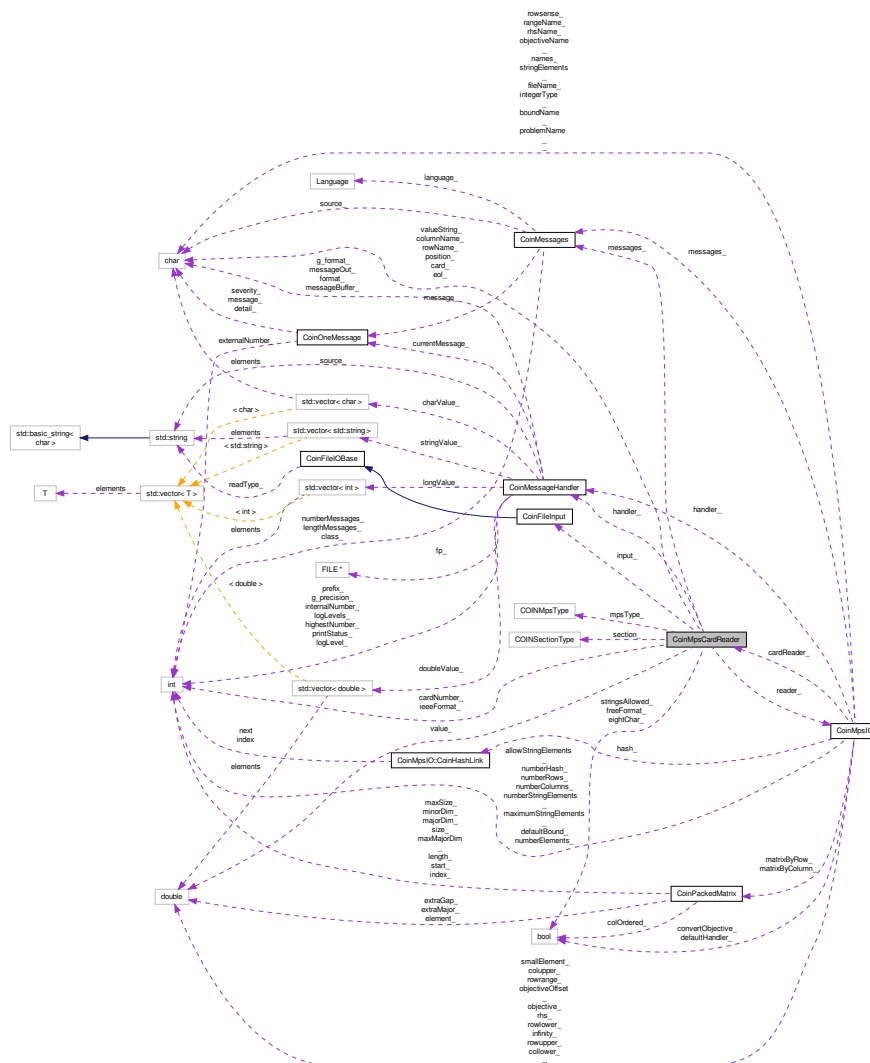 rowsense_
rangeName_
rhsName_
objectiveName
_
names_
stringElements
_
fileName_
integerType
_
boundName
_
problemName
_
_
Language
language_
source_
char
CoinMessages
messages_
messages_
valueString_
columnName_
rowName_
position_
card_
eol_
g_format_
messageOut_
format_
messageBuffer_
severity_
message_
detail_
message_
CoinOneMessage
externalNumber_
currentMessage_
elements
source_
std::vector< char >
charValue_
< char >
std::basic_string<
char >
std::string
elements
std::vector< std::string >
stringValue_
< std::string >
CoinFileIOBase
readType_
T
elements
std::vector< T >
std::vector< int >
longValue_
CoinMessageHandler
CoinFileInput
< int >
elements
numberMessages_
lengthMessages_
class_
handler_
handler_
input_
fp_
FILE *
< double >
prefix_
g_precision_
internalNumber_
logLevels_
highestNumber_
printStatus_
logLevel_
COINMpsType
mpsType_
COINSectionType
section_
CoinMpsCardReader
cardReader_
reader_
int
std::vector< double >
doubleValue_
cardNumber_
ieeeFormat_
stringsAllowed_
freeFormat_
eightChar_
value_
CoinMpsIO
next
index
CoinMpsIO::CoinHashLink
hash_
elements
allowStringElements
_
numberHash_
numberRows_
numberColumns_
numberStringElements
_
maximumStringElements
_
defaultBound_
numberElements_
maxSize_
minorDim_
majorDim_
size_
maxMajorDim
_
length_
start_
index_
matrixByRow_
matrixByColumn_
double
CoinPackedMatrix
extraGap_
extraMajor_
element_
colOrdered_
bool
convertObjective_
defaultHandler_
smallElement_
colupper_
rowrange_
objectiveOffset
_
objective_
rhs_
rowlower_
infinity_
rowupper_
collower_